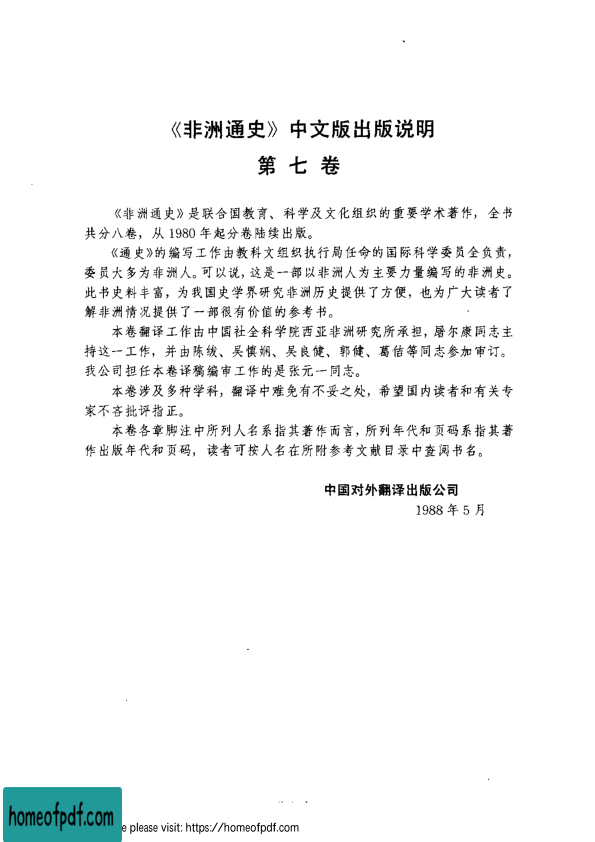 《非洲通史》中文版出版说明
第七卷
《非洲通史》是联合国教育、科学及文化组织的重要学术著作，全书
共分八卷，从1980年起分卷陆续出版。
《通史》的编写工作由教科文组织执行局任命的国际科学委员会负责，
委员大多为非洲人。可以说，这是一部以非洲人为主要力量编写的非洲史。
此书史料丰富，为我国史学界研究非洲历史提供了方便，也为广大读者了
解非洲情况提供了一部很有价值的参考书。
本卷翻译工作由中国社会科学院西亚非洲研究所承担，屠尔康同志主
持这一工作，并由陈绂、吴慎娴、吴良健、郭健、葛佶等同志参加审订。
我公司担任本卷译稿编审工作的是张元一同志。
本卷涉及多种学科，翻译中难免有不妥之处，希望国内读者和有关专
家不吝批评指正。
本卷各章脚注中所列人名系指其著作而言，所列年代和页码系指其著
作出版年代和页码，读者可按人名在所附参考文献目录中查阅书名。
中国对外翻译出版公司
1988年5月
homeofpdf.com
e please visit: https://homeofpdf.com